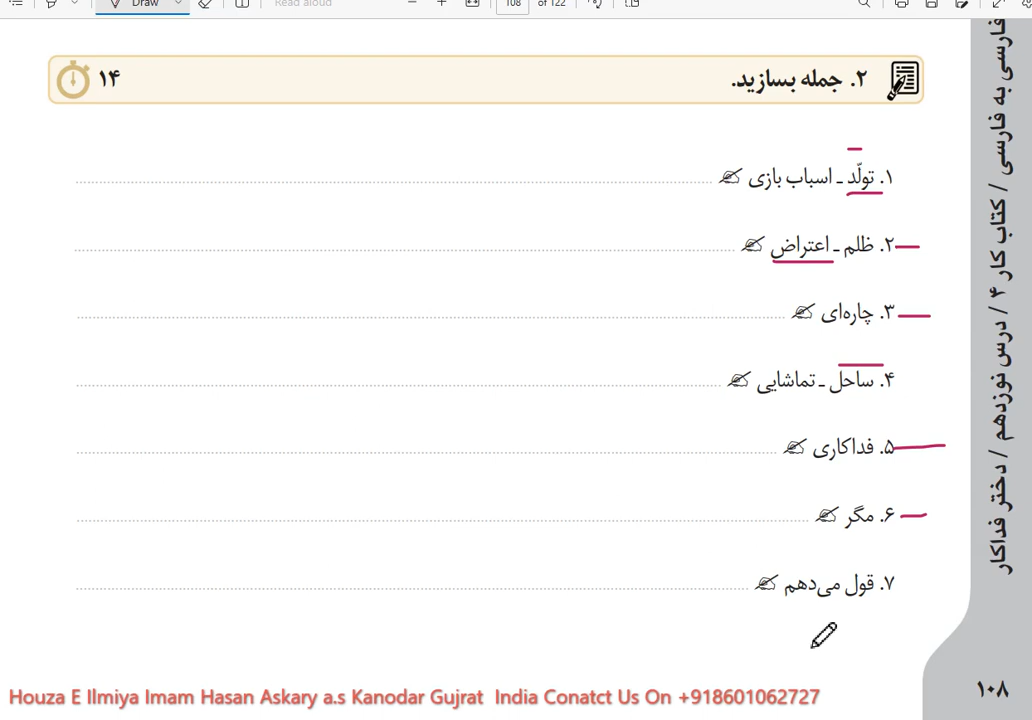 Draw
Read aloud
108 of 122
۲. جمله بسازید.
۱۴
۱. تولّد ـ اسباب بازی
۲. ظلم ـ اعتراض
۳. چاره‌ای
۴. ساحل ـ تماشایی
۵. فداکاری
۶. مگر
۷. قول می‌دهم
فارسی به فارسی / کتاب کار ۴ / درس نوزدهم / دختر فداکار
۱۰۸
Houza E Ilmiya Imam Hasan Askary a.s Kanodar Gujrat India Conatct Us On +918601062727